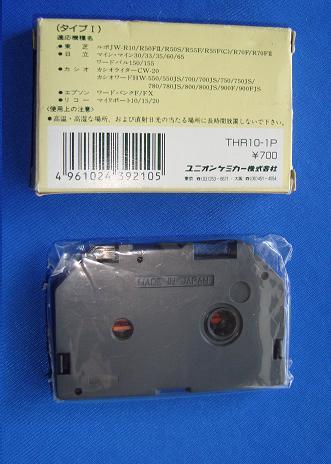 (タイプⅠ)
適応機種名
●東 芝 ルポJW-R10/R50FⅡ/R50S/R55F/R55FC3/R70F/R70FⅡ
●日 立 マイン・マイン30/33/35/60/65
ワードパル150/155
●カシオ カシオライターCW-20
カシオワードHW-550/550JS/700/700JS/750/750JS/
780/780JS/800/800JS/900F/900FJS
●エプソン ワードバンクF/FX
●リコー マイリポート10/15/20
《使用上の注意》
●高温・高湿な場所、および直射日光の当たる場所に長時間放置しないで下さい。
THR10-1P
¥700
ユニオンケミカー株式会社
東京 大阪
4 961024 392105
MADE IN JAPAN